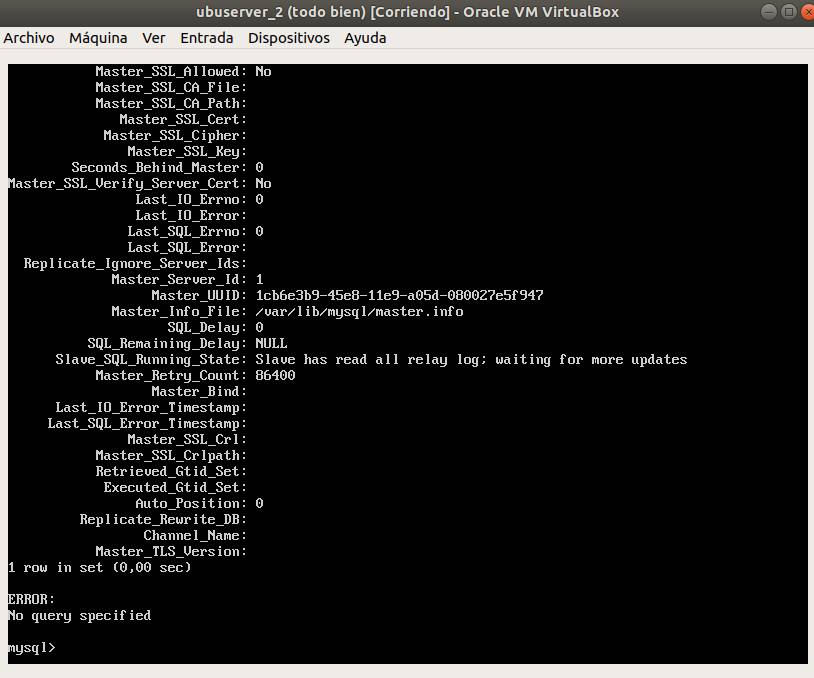 ubuserver_2 (todo bien) [Corriendo] - Oracle VM VirtualBox
Archivo Máquina Ver Entrada Dispositivos Ayuda
Master_SSL_Allowed: No
Master_SSL_CA_File:
Master_SSL_CA_Path:
Master_SSL_Cert:
Master_SSL_Cipher:
Master_SSL_Key:
Seconds_Behind_Master: 0
Master_SSL_Verify_Server_Cert: No
Last_IO_Errno: 0
Last_IO_Error:
Last_SQL_Errno: 0
Last_SQL_Error:
Replicate_Ignore_Server_Ids:
Master_Server_Id: 1
Master_UUID: 1cb6e3b9-45e8-11e9-a05d-080027e5f947
Master_Info_File: /var/lib/mysql/master.info
SQL_Delay: 0
SQL_Remaining_Delay: NULL
Slave_SQL_Running_State: Slave has read all relay log; waiting for more updates
Master_Retry_Count: 86400
Master_Bind:
Last_IO_Error_Timestamp:
Last_SQL_Error_Timestamp:
Master_SSL_Crl:
Master_SSL_Crlpath:
Retrieved_Gtid_Set:
Executed_Gtid_Set:
Auto_Position: 0
Replicate_Rewrite_DB:
Channel_Name:
Master_TLS_Version:
1 row in set (0,00 sec)
ERROR:
No query specified
mysql>